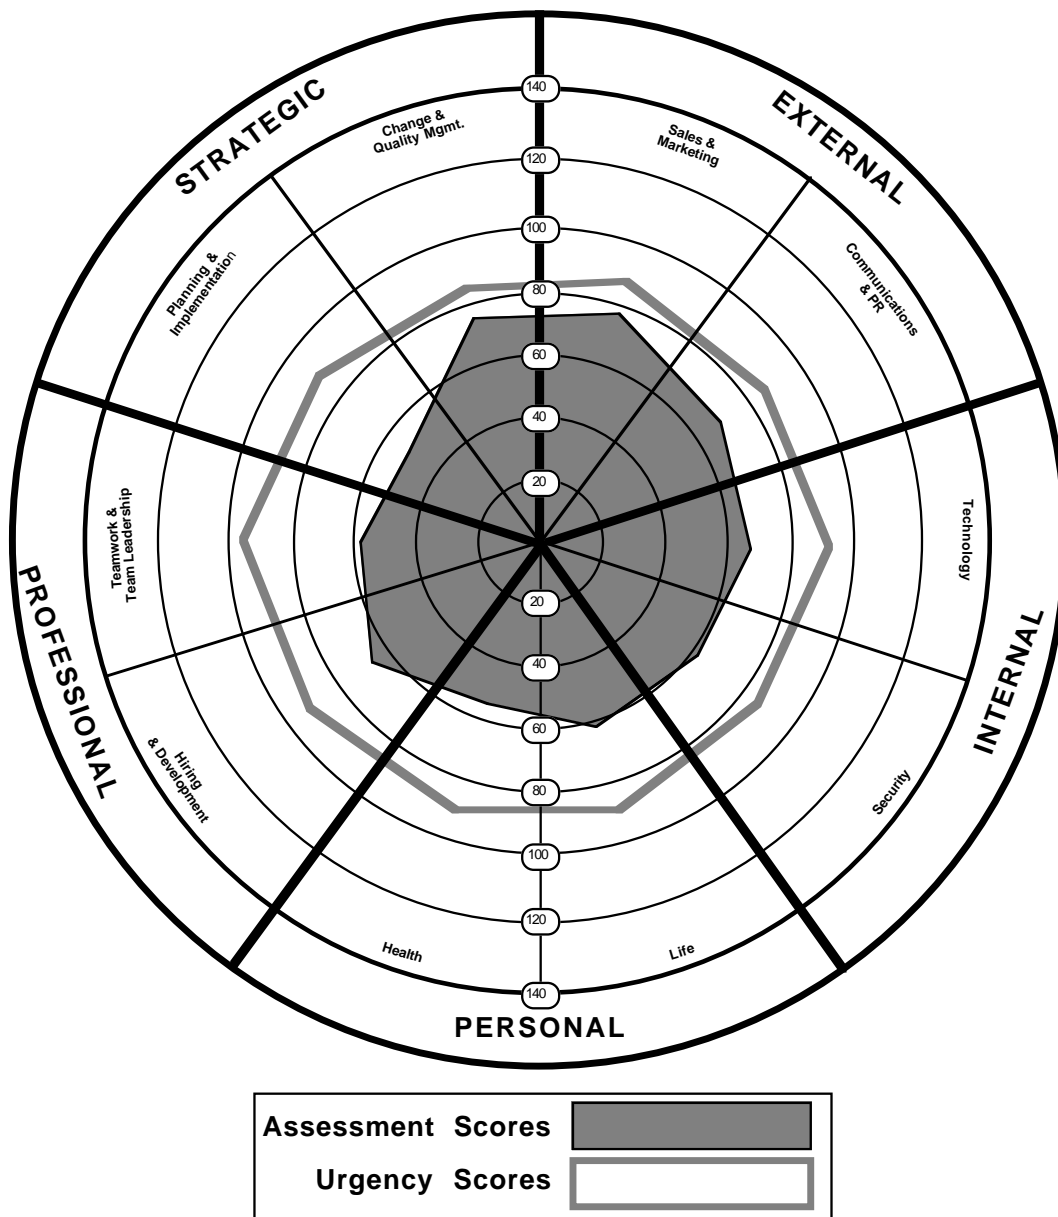 STRATEGIC
EXTERNAL
Change &
Quality Mgmt.
Sales &
Marketing
Planning &
Implementation
Communications
& PR
140
120
100
80
60
40
20
20
40
60
80
100
120
140
Teamwork &
Team Leadership
Technology
PROFESSIONAL
INTERNAL
Hiring
& Development
Security
Health
Life
PERSONAL
Assessment Scores
Urgency Scores